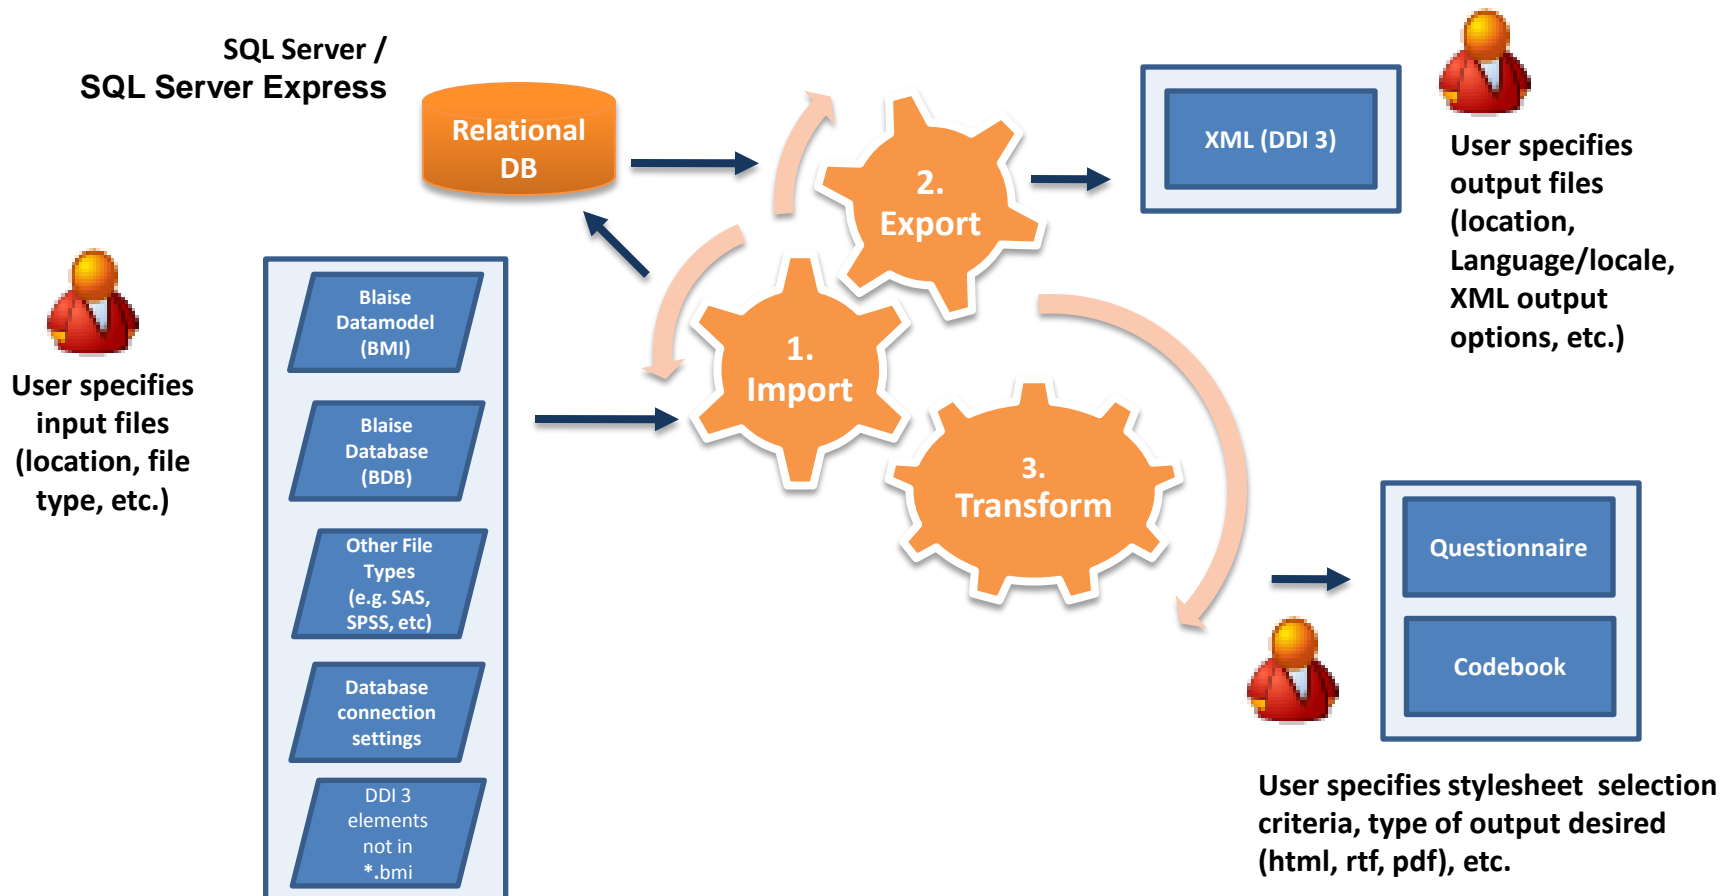 SQL Server /
SQL Server Express
Relational
DB
2.
Export
XML (DDI 3)
User specifies
output files
(location,
Language/locale,
XML output
options, etc.)
User specifies
input files
(location, file
type, etc.)
Blaise
Datamodel
(BMI)
Blaise
Database
(BDB)
Other File
Types
(e.g. SAS,
SPSS, etc)
Database
connection
settings
DDI 3
elements
not in
*.bmi
1.
Import
3.
Transform
Questionnaire
Codebook
User specifies stylesheet  selection
criteria, type of output desired
(html, rtf, pdf), etc.